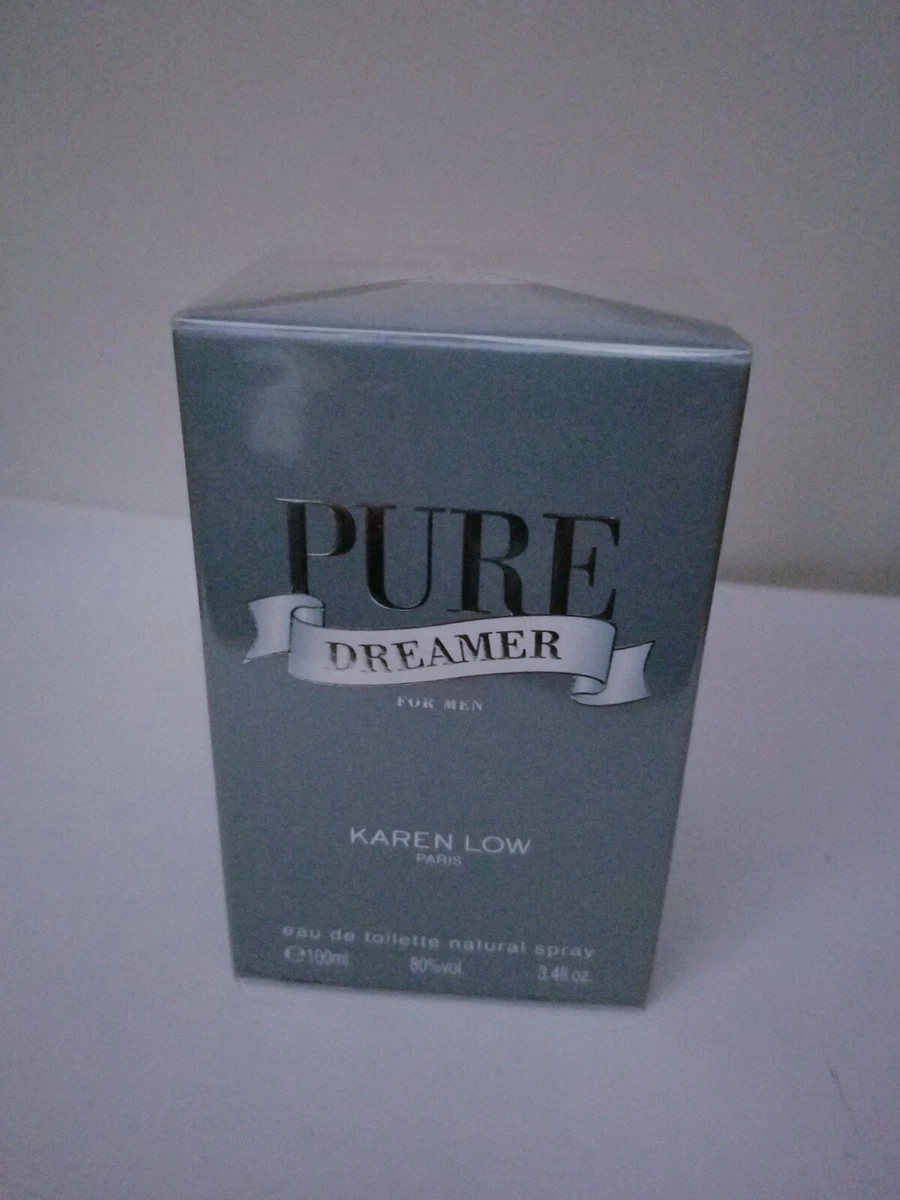 PURE
DREAMER
FOR MEN
KAREN LOW
PARIS
eau de toilette natural spray
℮100ml 80%vol 3.4fl.oz.